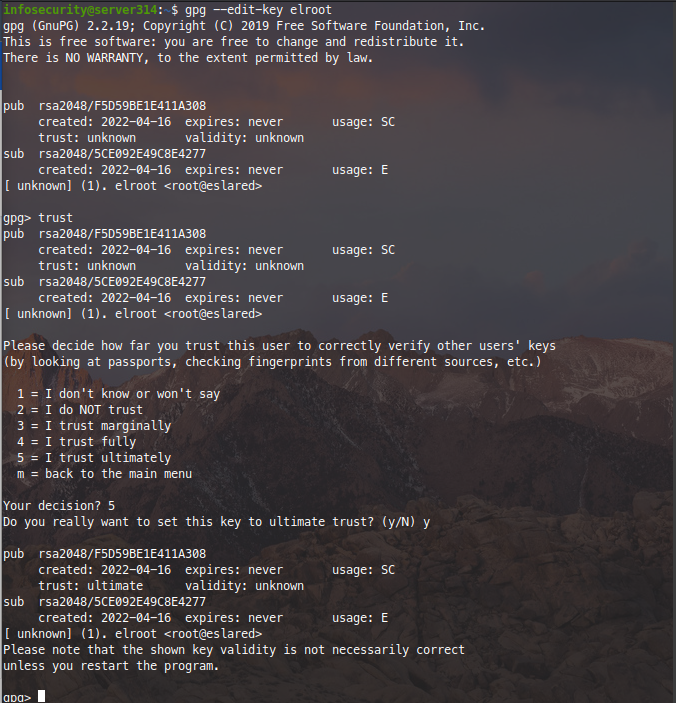 infosecurity@server314:~$ gpg --edit-key elroot
gpg (GnuPG) 2.2.19; Copyright (C) 2019 Free Software Foundation, Inc.
This is free software: you are free to change and redistribute it.
There is NO WARRANTY, to the extent permitted by law.

pub  rsa2048/F5D59BE1E411A308
     created: 2022-04-16  expires: never       usage: SC
     trust: unknown       validity: unknown
sub  rsa2048/5CE092E49C8E4277
     created: 2022-04-16  expires: never       usage: E
[ unknown] (1). elroot <root@eslared>

gpg> trust
pub  rsa2048/F5D59BE1E411A308
     created: 2022-04-16  expires: never       usage: SC
     trust: unknown       validity: unknown
sub  rsa2048/5CE092E49C8E4277
     created: 2022-04-16  expires: never       usage: E
[ unknown] (1). elroot <root@eslared>

Please decide how far you trust this user to correctly verify other users' keys
(by looking at passports, checking fingerprints from different sources, etc.)

  1 = I don't know or won't say
  2 = I do NOT trust
  3 = I trust marginally
  4 = I trust fully
  5 = I trust ultimately
  m = back to the main menu

Your decision? 5
Do you really want to set this key to ultimate trust? (y/N) y

pub  rsa2048/F5D59BE1E411A308
     created: 2022-04-16  expires: never       usage: SC
     trust: ultimate      validity: unknown
sub  rsa2048/5CE092E49C8E4277
     created: 2022-04-16  expires: never       usage: E
[ unknown] (1). elroot <root@eslared>
Please note that the shown key validity is not necessarily correct
unless you restart the program.

gpg>